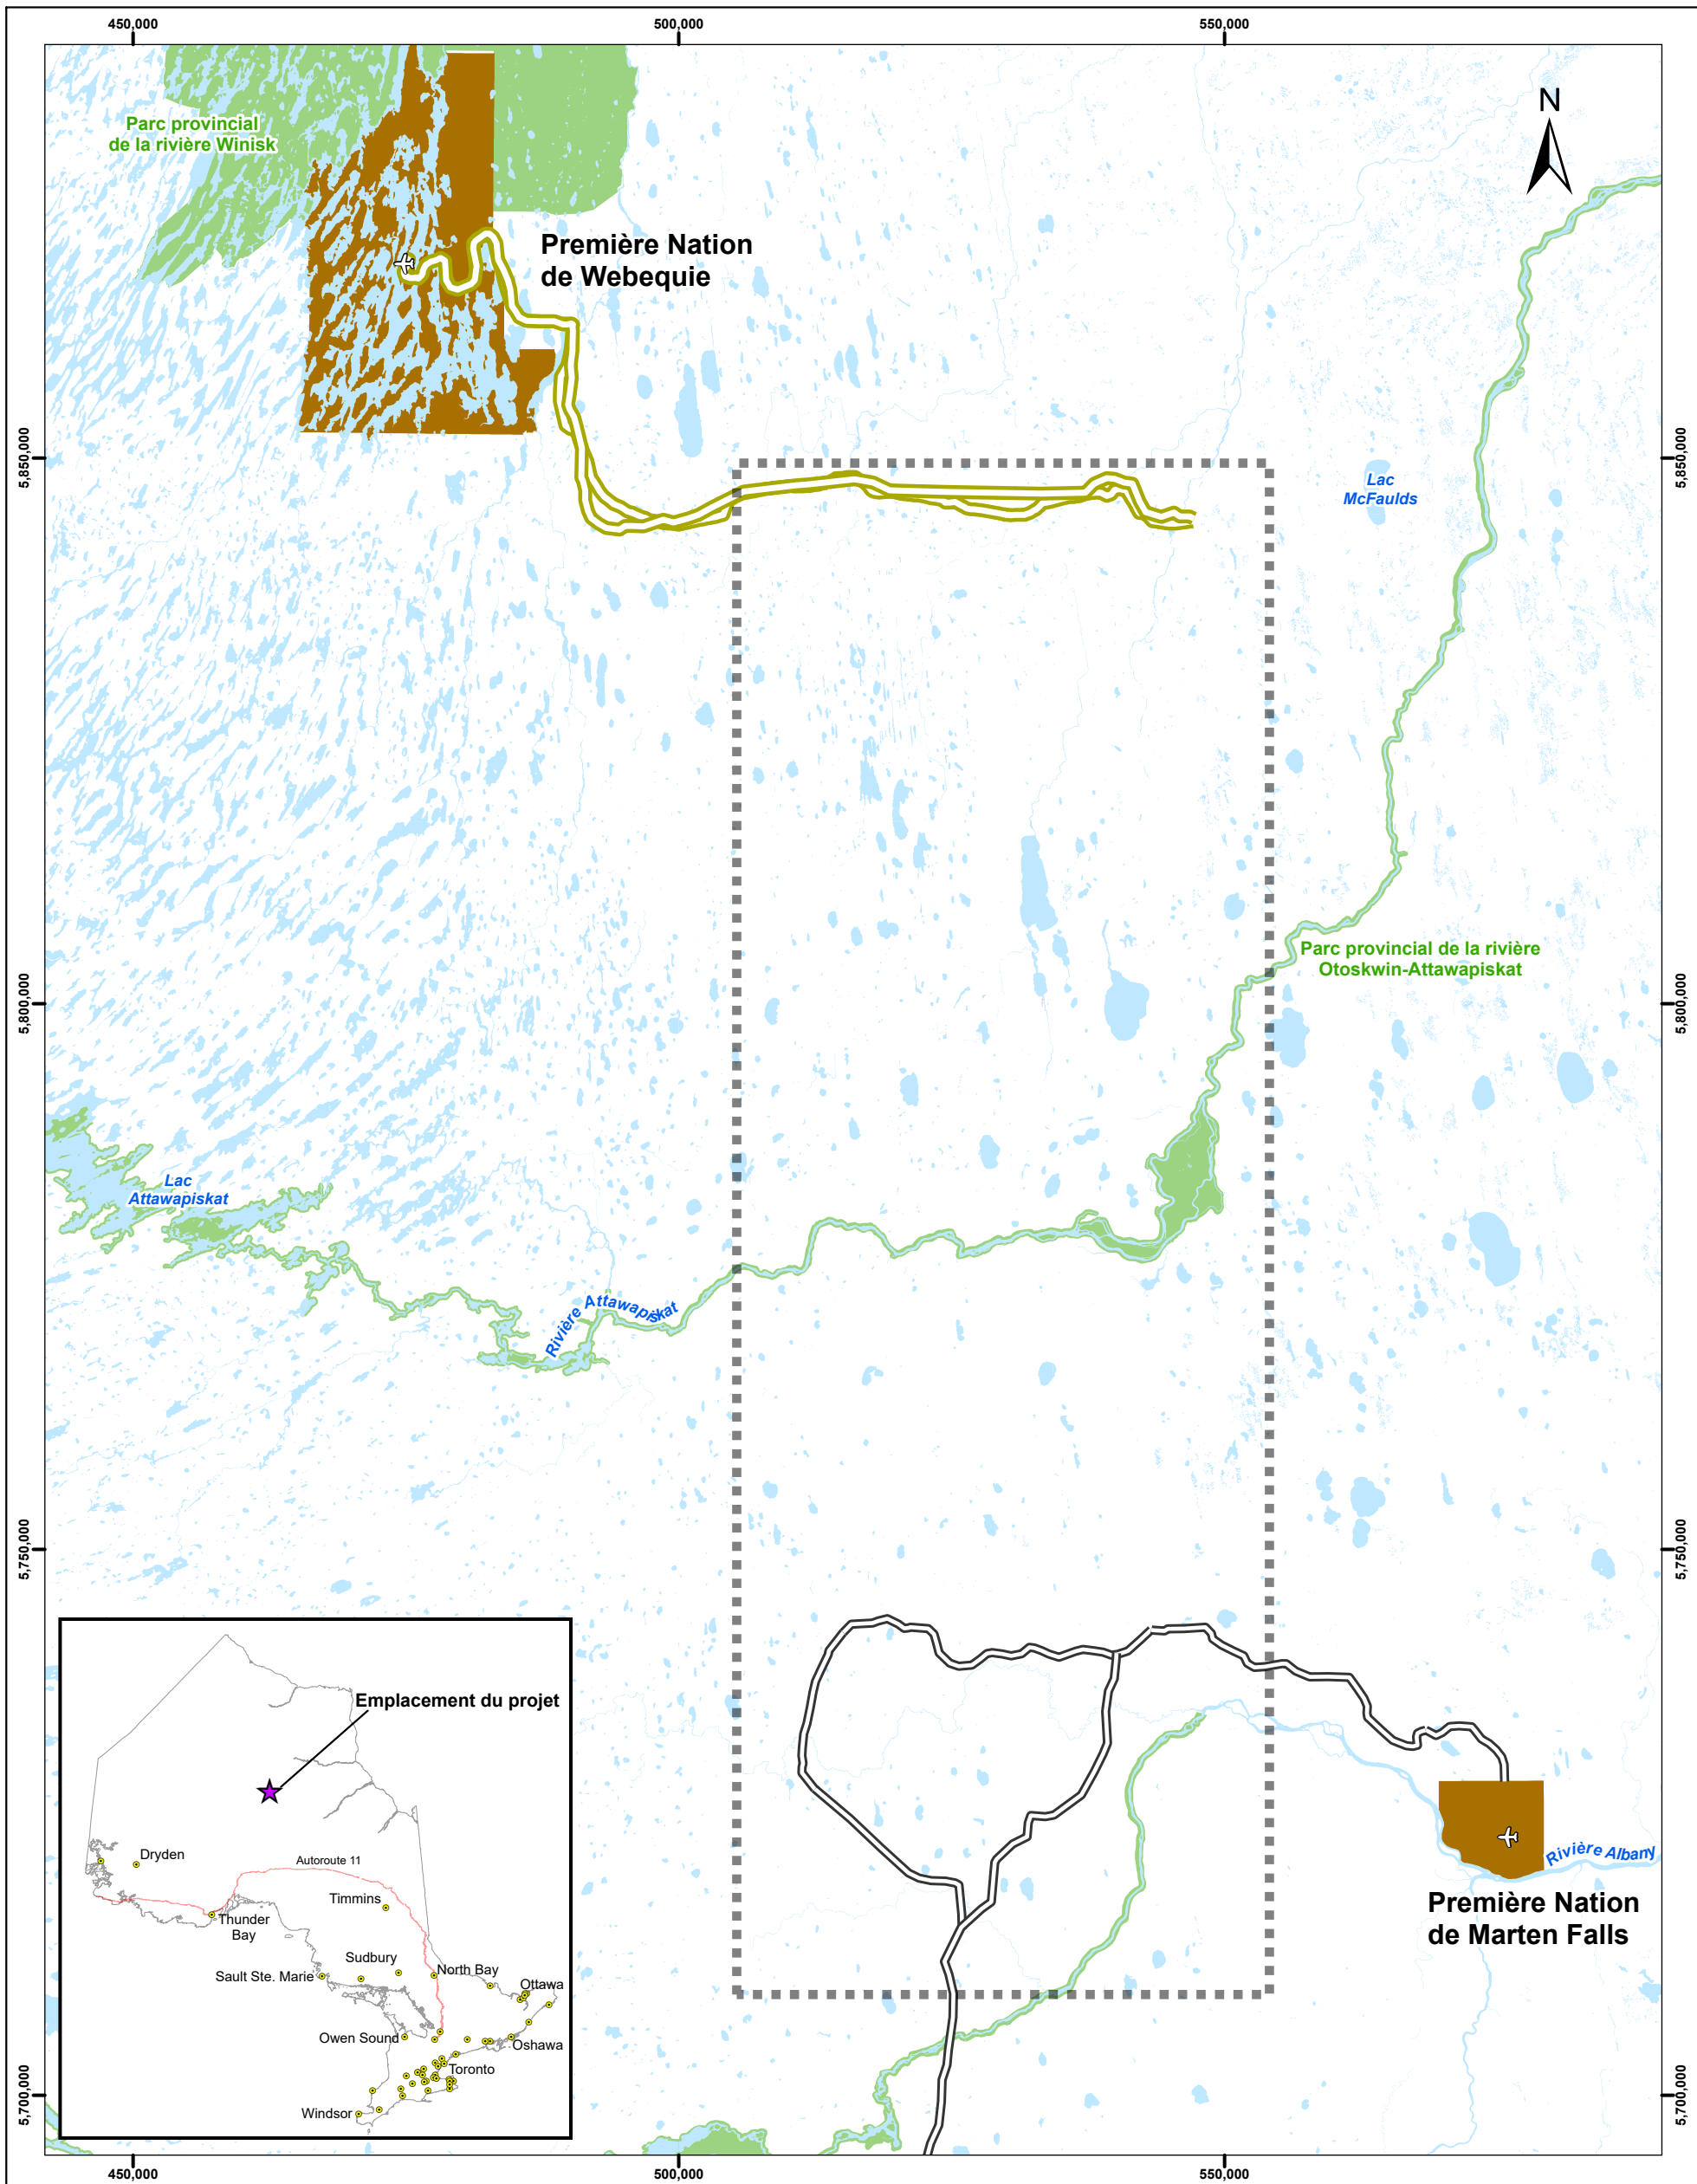 450,000
500,000
550,000
Parc provincial
de la rivière Winisk
N
Première Nation
de Webequie
5,850,000
5,850,000
Lac
McFaulds
Parc provincial de la rivière
Otoskwin-Attawapiskat
5,800,000
5,800,000
Lac
Attawapiskat
Rivière Attawapiskat
5,750,000
5,750,000
Emplacement du projet
Dryden
Autoroute 11
Timmins
Thunder
Bay
Sudbury
Sault Ste. Marie
North Bay
Ottawa
Owen Sound
Oshawa
Toronto
Windsor
Rivière Albany
Première Nation
de Marten Falls
5,700,000
5,700,000
450,000
500,000
550,000